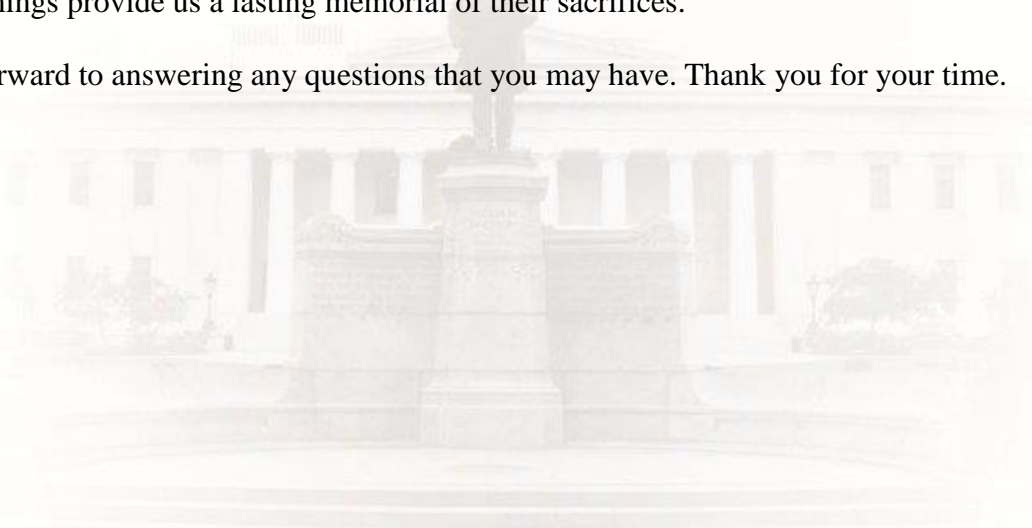 nings provide us a lasting memorial of their sacrifices.
rward to answering any questions that you may have. Thank you for your time.